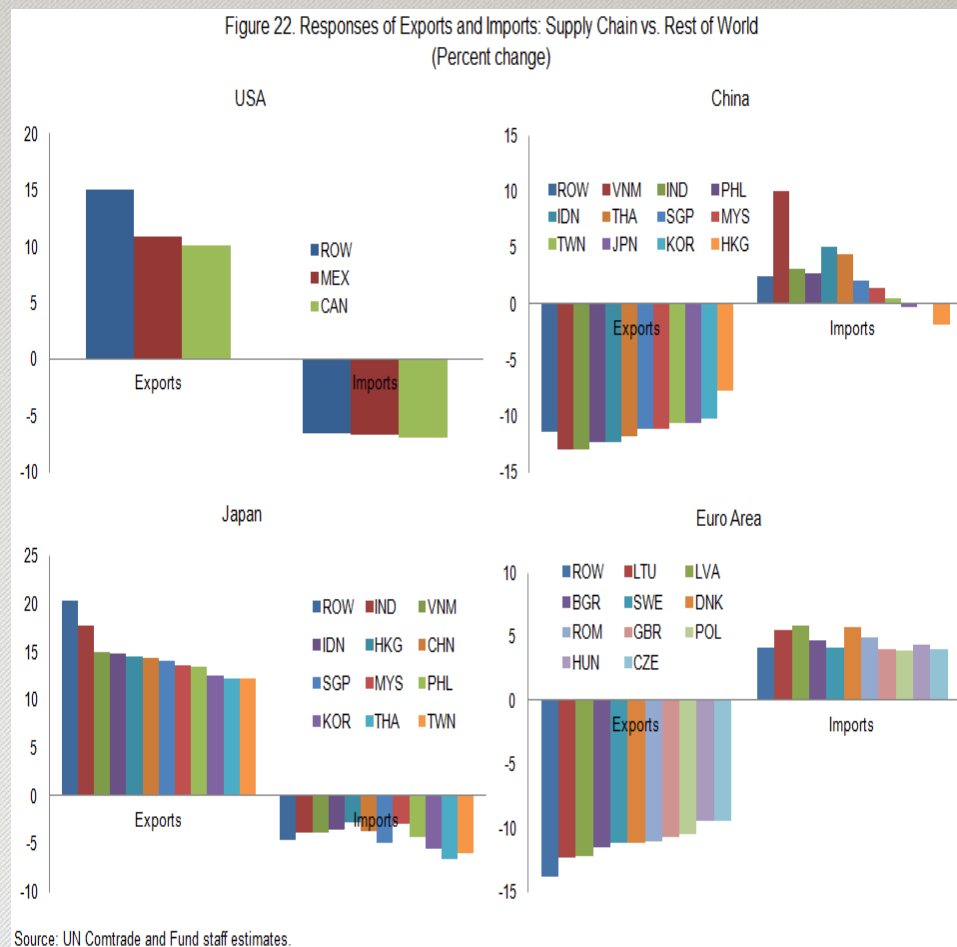 Figure 22. Responses of Exports and Imports: Supply Chain vs. Rest of World
(Percent change)
USA
20
15
10
5
0
-5
-10
ROW
MEX
CAN
Exports
Imports
China
15
10
5
0
-5
-10
-15
ROW VNM IND PHL
IDN THA SGP MYS
TWN JPN KOR HKG
Exports
Imports
Japan
25
20
15
10
5
0
-5
-10
ROW IND VNM
IDN HKG CHN
SGP MYS PHL
KOR THA TWN
Exports
Imports
Euro Area
10
5
0
-5
-10
-15
ROW LTU LVA
BGR SWE DNK
ROM GBR POL
HUN CZE
Exports
Imports
Source: UN Comtrade and Fund staff estimates.